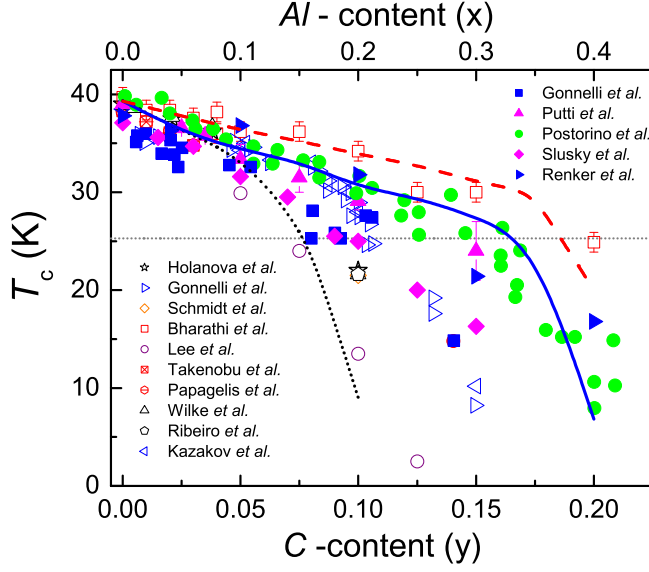 Al - content (x)
0.0 0.1 0.2 0.3 0.4
40
30
20
10
0
Tc (K)
Gonnelli et al.
Putti et al.
Postorino et al.
Slusky et al.
Renker et al.
Holanova et al.
Gonnelli et al.
Schmidt et al.
Bharathi et al.
Lee et al.
Takenobu et al.
Papagelis et al.
Wilke et al.
Ribeiro et al.
Kazakov et al.
0.00 0.05 0.10 0.15 0.20
C -content (y)